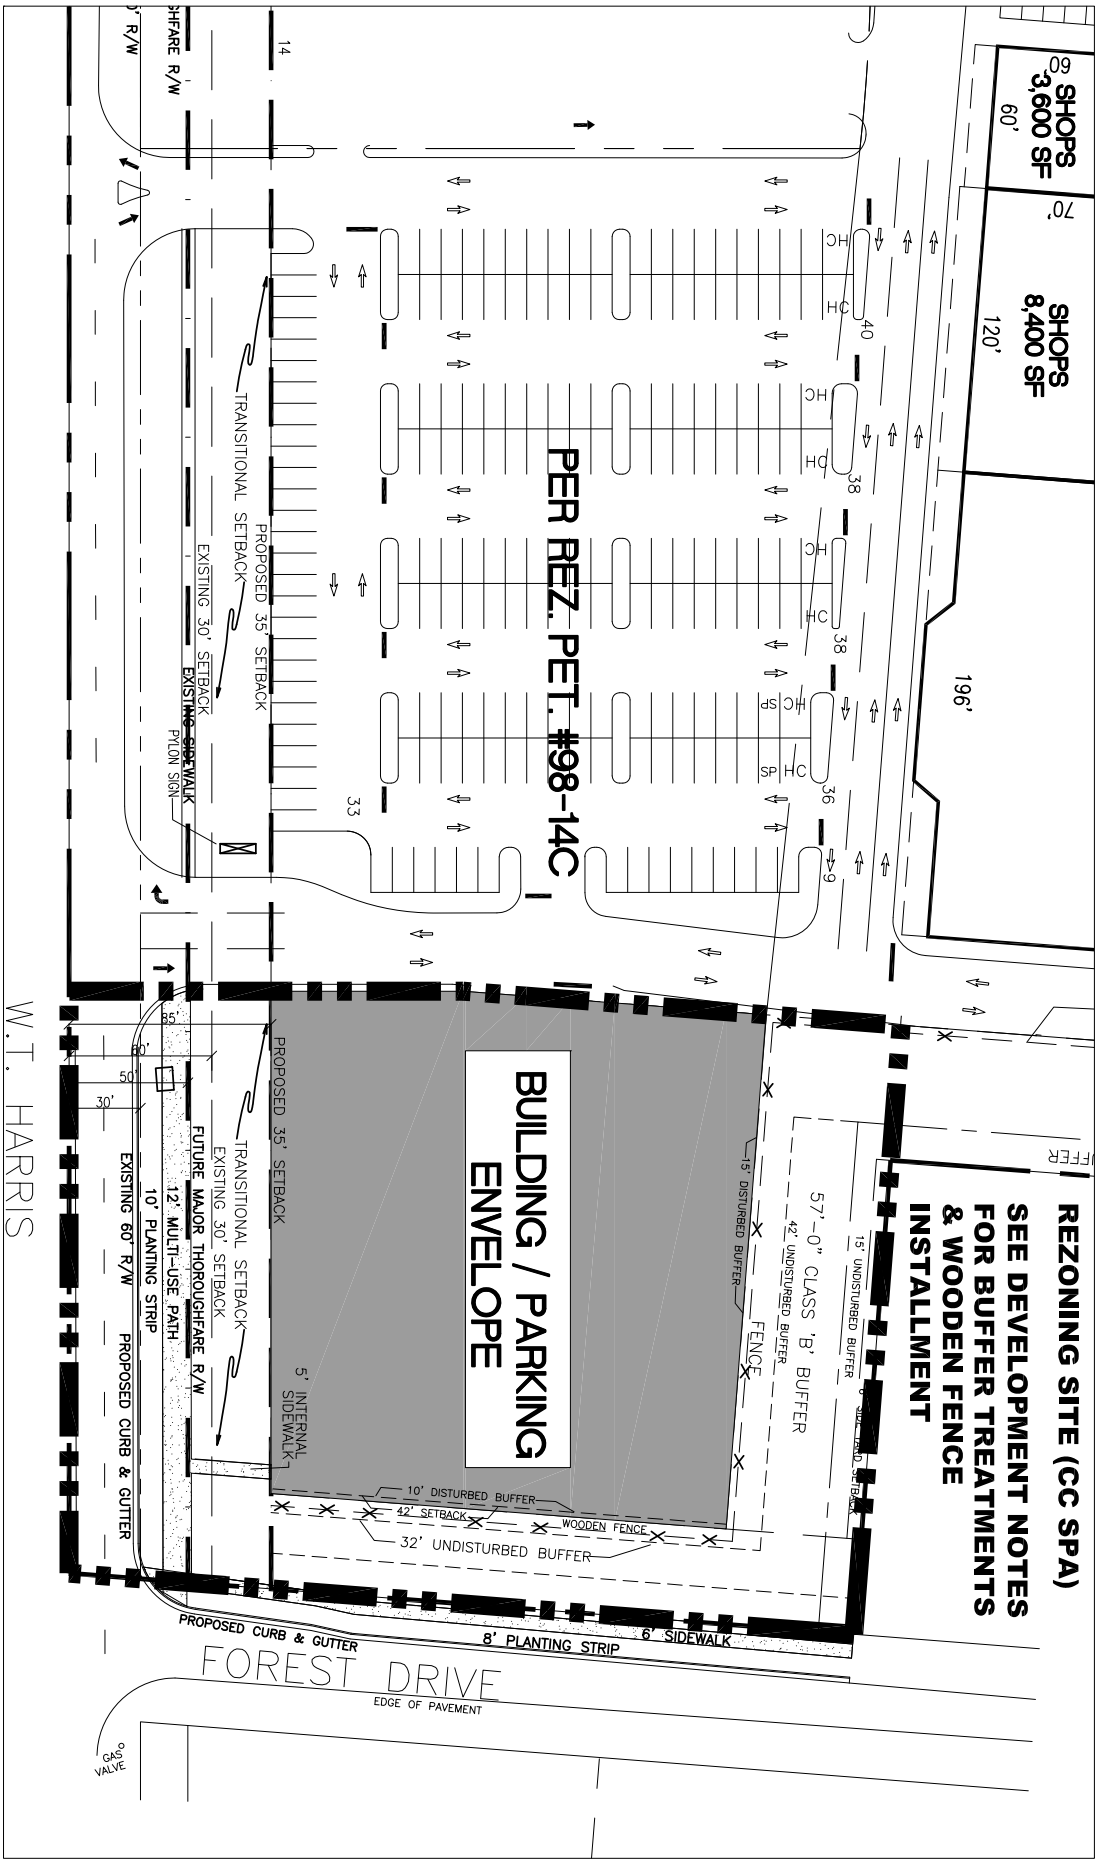 REZONING SITE (CC SPA)
SEE DEVELOPMENT NOTES
FOR BUFFER TREATMENTS
& WOODEN FENCE
INSTALLMENT
SHOPS
3,600 SF
60'
60'
SHOPS
8,400 SF
70'
120'
196'
HC
HC
40
HC
HC
38
HC
HC
38
HC
SP
HC
SP
36
9
33
14
PER REZ. PET. #98-14C
PROPOSED 35' SETBACK
TRANSITIONAL SETBACK
EXISTING 30' SETBACK
EXISTING SIDEWALK
PYLON SIGN
BUILDING / PARKING
ENVELOPE
15' UNDISTURBED BUFFER
6' SIDE YARD SETBACK
57'-0" CLASS 'B' BUFFER
42' UNDISTURBED BUFFER
FENCE
15' DISTURBED BUFFER
10' DISTURBED BUFFER
42' SETBACK
WOODEN FENCE
32' UNDISTURBED BUFFER
5' INTERNAL
SIDEWALK
PROPOSED 35' SETBACK
TRANSITIONAL SETBACK
EXISTING 30' SETBACK
FUTURE MAJOR THOROUGHFARE R/W
12' MULTI-USE PATH
10' PLANTING STRIP
EXISTING 60' R/W
PROPOSED CURB & GUTTER
50'
30'
6' SIDEWALK
8' PLANTING STRIP
PROPOSED CURB & GUTTER
FOREST DRIVE
EDGE OF PAVEMENT
GAS
VALVE
W.T. HARRIS